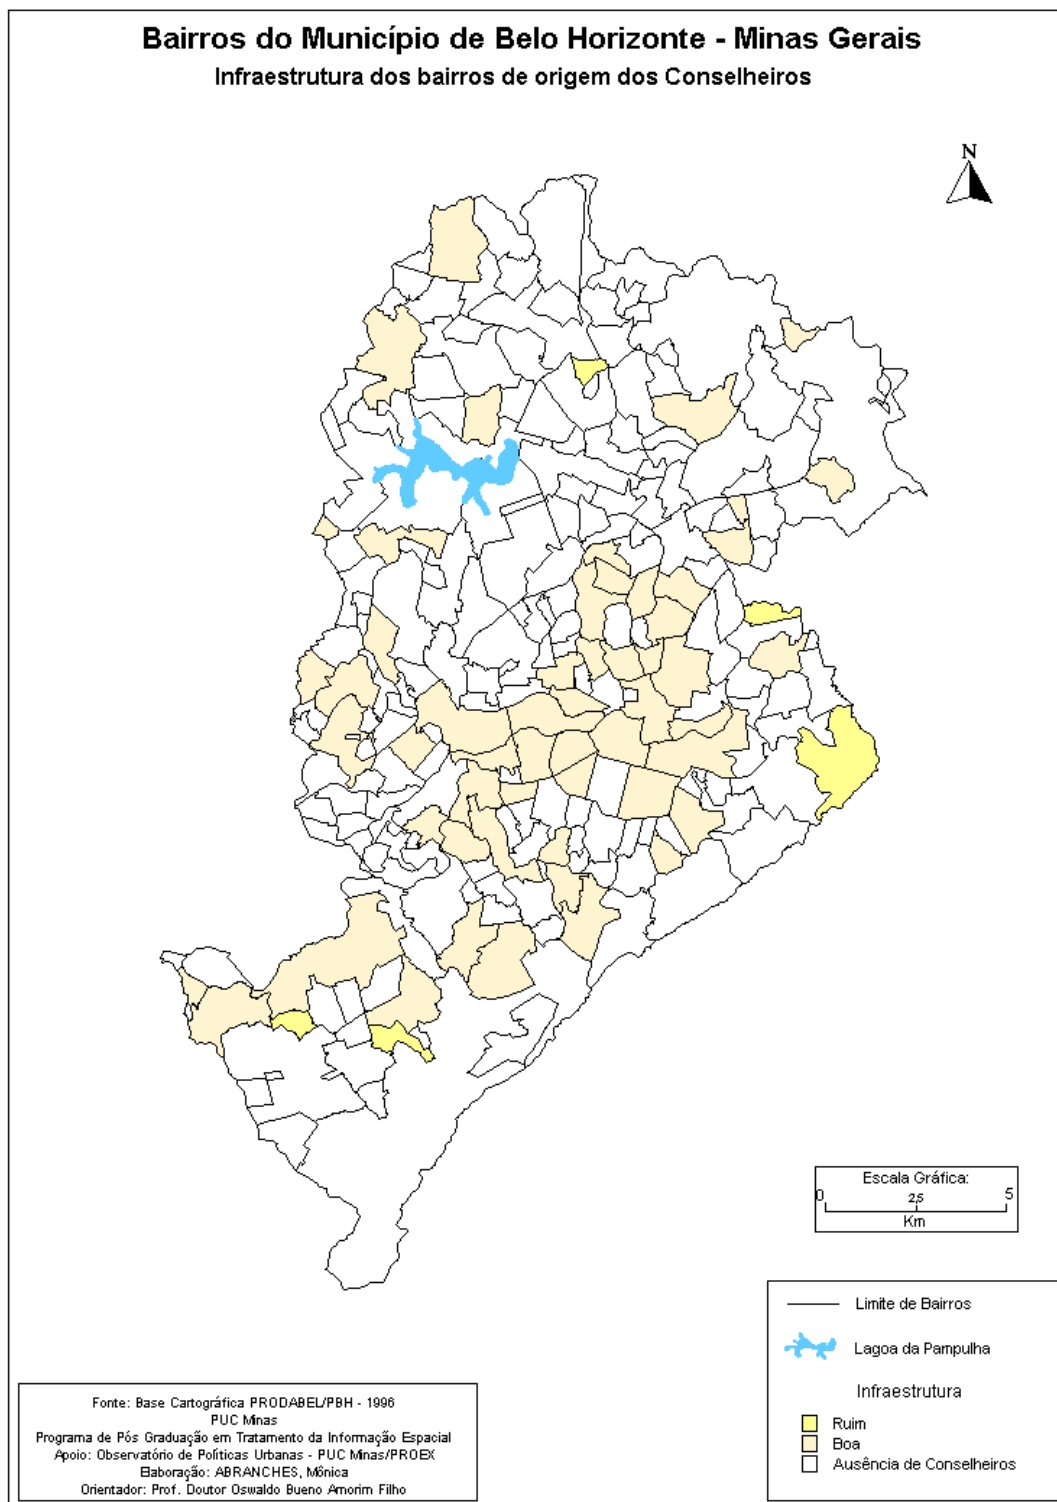 Bairros do Município de Belo Horizonte - Minas Gerais
Infraestrutura dos bairros de origem dos Conselheiros
N
Escala Gráfica:
0 2,5 5
Km
Limite de Bairros
Lagoa da Pampulha
Infraestrutura
Ruim
Boa
Ausência de Conselheiros
Fonte: Base Cartográfica PRODABEL/PBH - 1996
PUC Minas
Programa de Pós Graduação em Tratamento da Informação Espacial
Apoio: Observatório de Políticas Urbanas - PUC Minas/PROEX
Elaboração: ABRANCHES, Mônica
Orientador: Prof. Doutor Oswaldo Bueno Amorim Filho